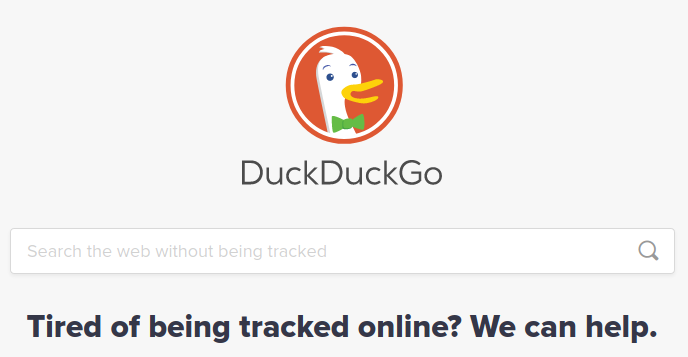 DuckDuckGo
Search the web without being tracked
Tired of being tracked online? We can help.